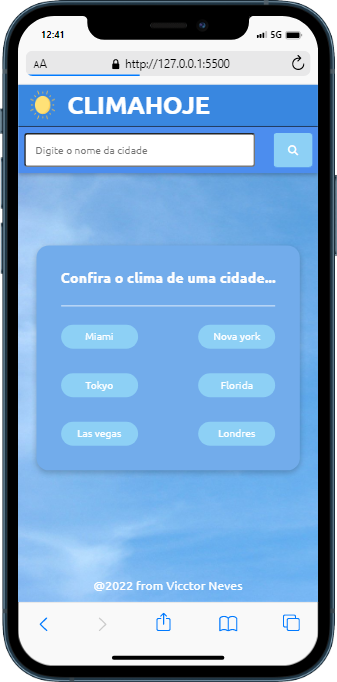 12:41
5G
AA
http://127.0.0.1:5500
CLIMAHOJE
Digite o nome da cidade
Confira o clima de uma cidade...
Miami
Nova york
Tokyo
Florida
Las vegas
Londres
@2022 from Vicctor Neves